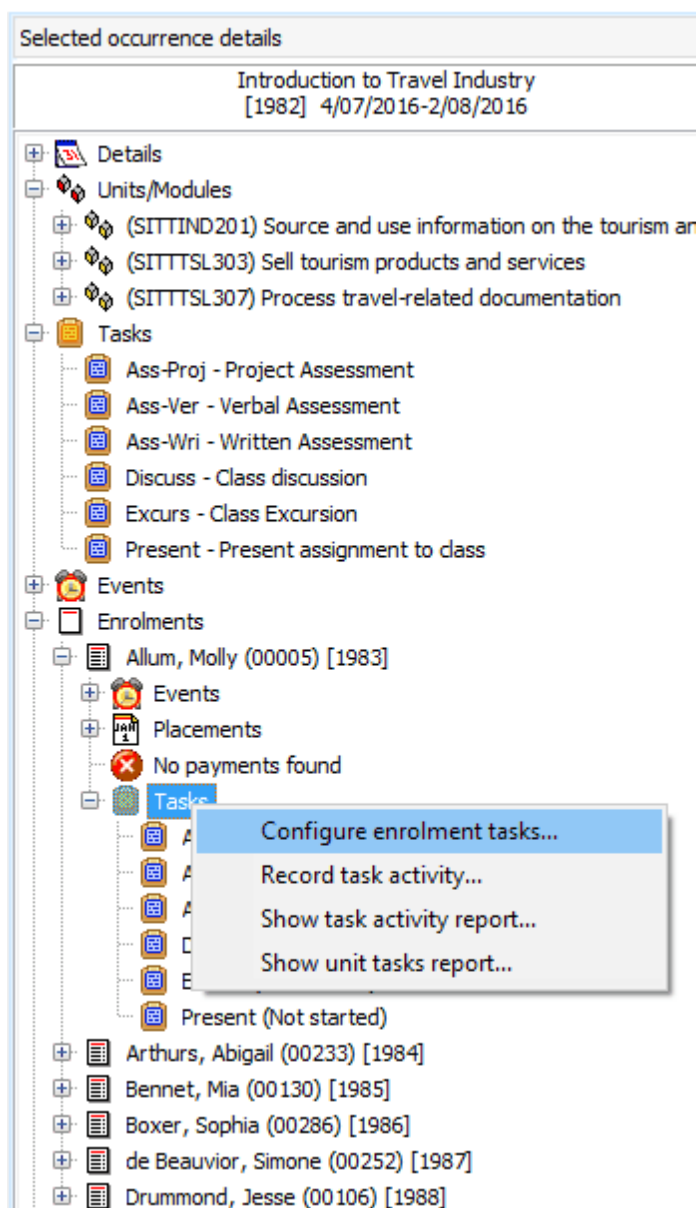 Selected occurrence details
Introduction to Travel Industry
[1982] 4/07/2016-2/08/2016
Details
Units/Modules
(SITTIND201) Source and use information on the tourism an
(SITTTSL303) Sell tourism products and services
(SITTTSL307) Process travel-related documentation
Tasks
Ass-Proj - Project Assessment
Ass-Ver - Verbal Assessment
Ass-Wri - Written Assessment
Discuss - Class discussion
Excurs - Class Excursion
Present - Present assignment to class
Events
Enrolments
Allum, Molly (00005) [1983]
Events
Placements
No payments found
Tasks
Configure enrolment tasks...
Record task activity...
Show task activity report...
Show unit tasks report...
Present (Not started)
Arthurs, Abigail (00233) [1984]
Bennet, Mia (00130) [1985]
Boxer, Sophia (00286) [1986]
de Beauvior, Simone (00252) [1987]
Drummond, Jesse (00106) [1988]